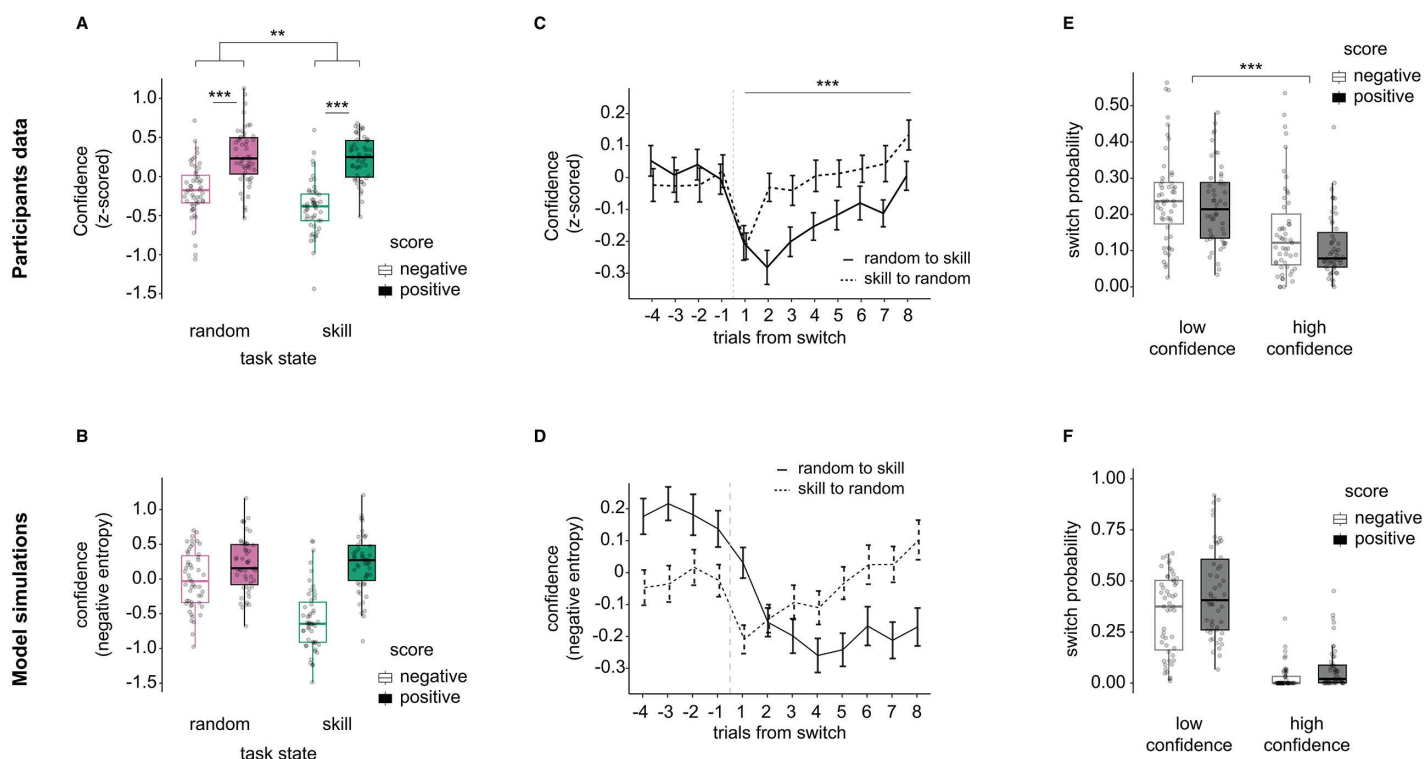 Participants data
A
**
***
***
1.0
0.5
0.0
-0.5
-1.0
-1.5
Confidence
(z-scored)
score
negative
positive
random
skill
task state
C
***
0.2
0.1
0
-0.1
-0.2
-0.3
Confidence
(z-scored)
random to skill
skill to random
-4 -3 -2 -1 1 2 3 4 5 6 7 8
trials from switch
E
***
score
negative
positive
0.50
0.40
0.30
0.20
0.10
0.00
switch probability
low
confidence
high
confidence
Model simulations
B
1.0
0.5
0.0
-0.5
-1.0
-1.5
confidence
(negative entropy)
score
negative
positive
random
skill
task state
D
random to skill
skill to random
0.2
0.1
0
-0.1
-0.2
-0.3
confidence
(negative entropy)
-4 -3 -2 -1 1 2 3 4 5 6 7 8
trials from switch
F
1.00
0.75
0.50
0.25
0.00
switch probability
score
negative
positive
low
confidence
high
confidence